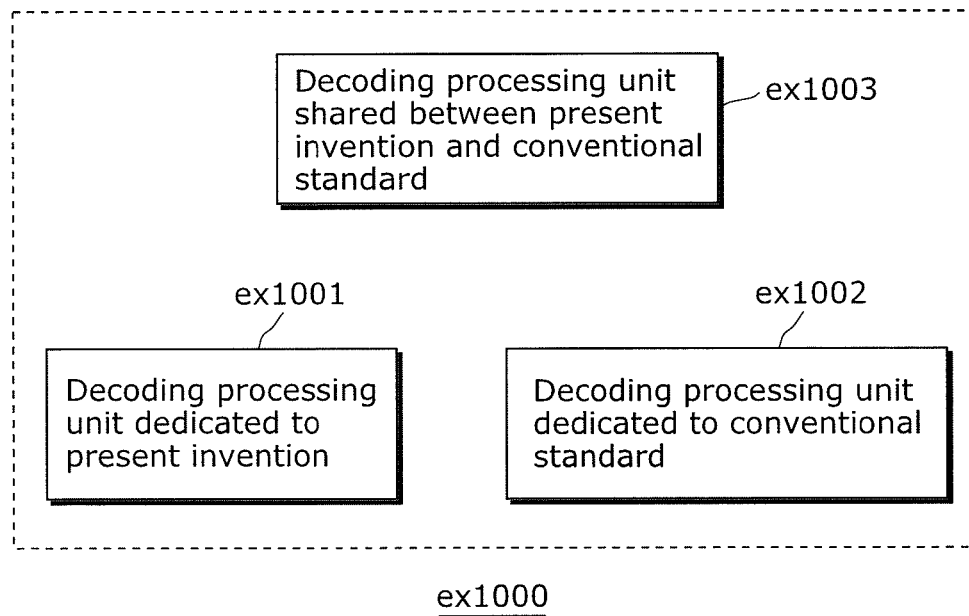 Decoding processing unit
shared between present
invention and conventional
standard
ex1003
ex1001
ex1002
Decoding processing
unit dedicated to
present invention
Decoding processing unit
dedicated to conventional
standard
ex1000